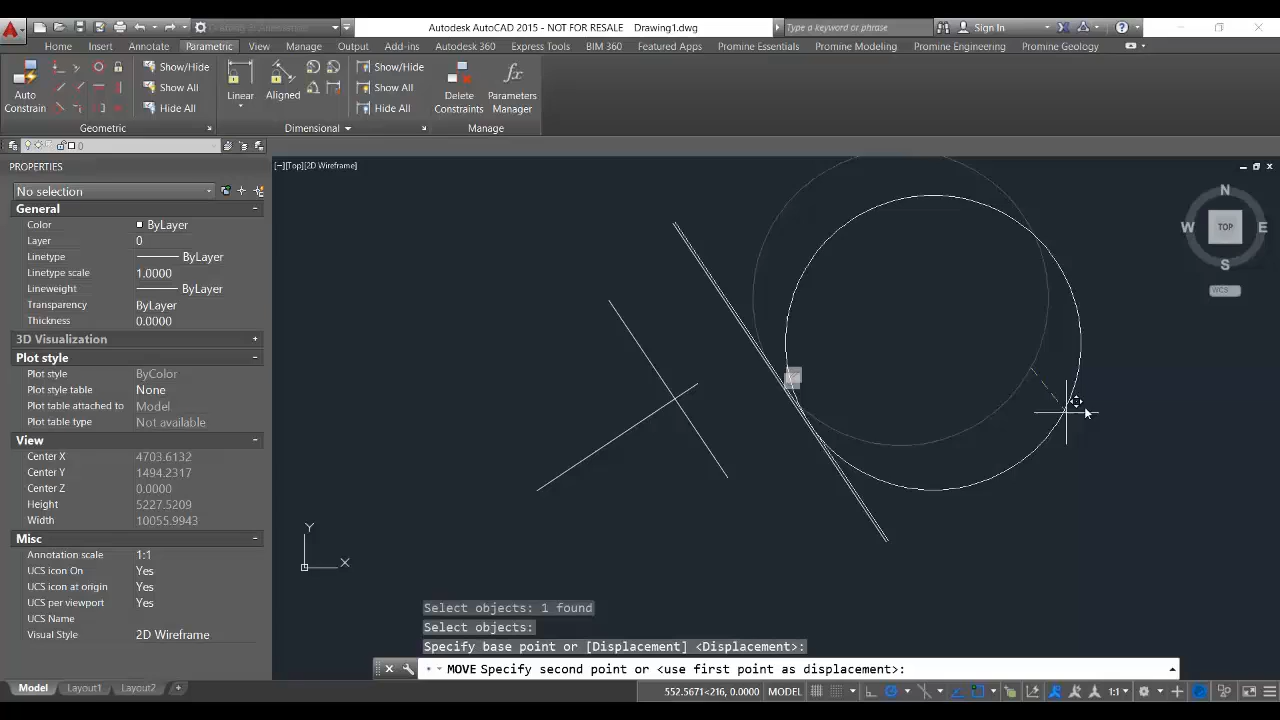 Autodesk AutoCAD 2015 - NOT FOR RESALE Drawing1.dwg
Type a keyword or phrase
Sign In
Home Insert Annotate Parametric View Manage Output Add-ins Autodesk 360 Express Tools BIM 360 Featured Apps Promine Essentials Promine Modeling Promine Engineering Promine Geology
Auto
Constrain
Show/Hide
Show All
Hide All
Linear
Aligned
Show/Hide
Show All
Hide All
Delete
Constraints
fx
Parameters
Manager
Geometric
Dimensional
Manage
0
PROPERTIES
[−][Top][2D Wireframe]
No selection
General
Color ByLayer
Layer 0
Linetype ByLayer
Linetype scale 1.0000
Lineweight ByLayer
Transparency ByLayer
Thickness 0.0000
3D Visualization
Plot style
Plot style ByColor
Plot style table None
Plot table attached to Model
Plot table type Not available
View
Center X 4703.6132
Center Y 1494.2317
Center Z 0.0000
Height 5227.5209
Width 10055.9943
Misc
Annotation scale 1:1
UCS icon On Yes
UCS icon at origin Yes
UCS per viewport Yes
UCS Name
Visual Style 2D Wireframe
N
W TOP E
S
WCS
Y
X
Select objects: 1 found
Select objects:
Specify base point or [Displacement] <Displacement>:
MOVE Specify second point or <use first point as displacement>:
Model Layout1 Layout2 +
552.5671<216, 0.0000 MODEL
1:1